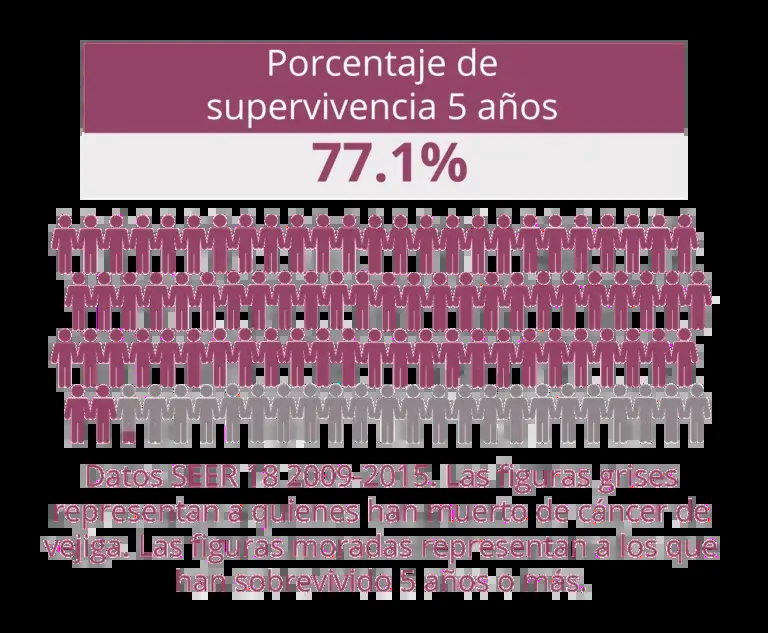 Porcentaje de
supervivencia 5 años
77.1%
Datos SEER 18 2009-2015. Las figuras grises
representan a quienes han muerto de cáncer de
vejiga. Las figuras moradas representan a los que
han sobrevivido 5 años o más.